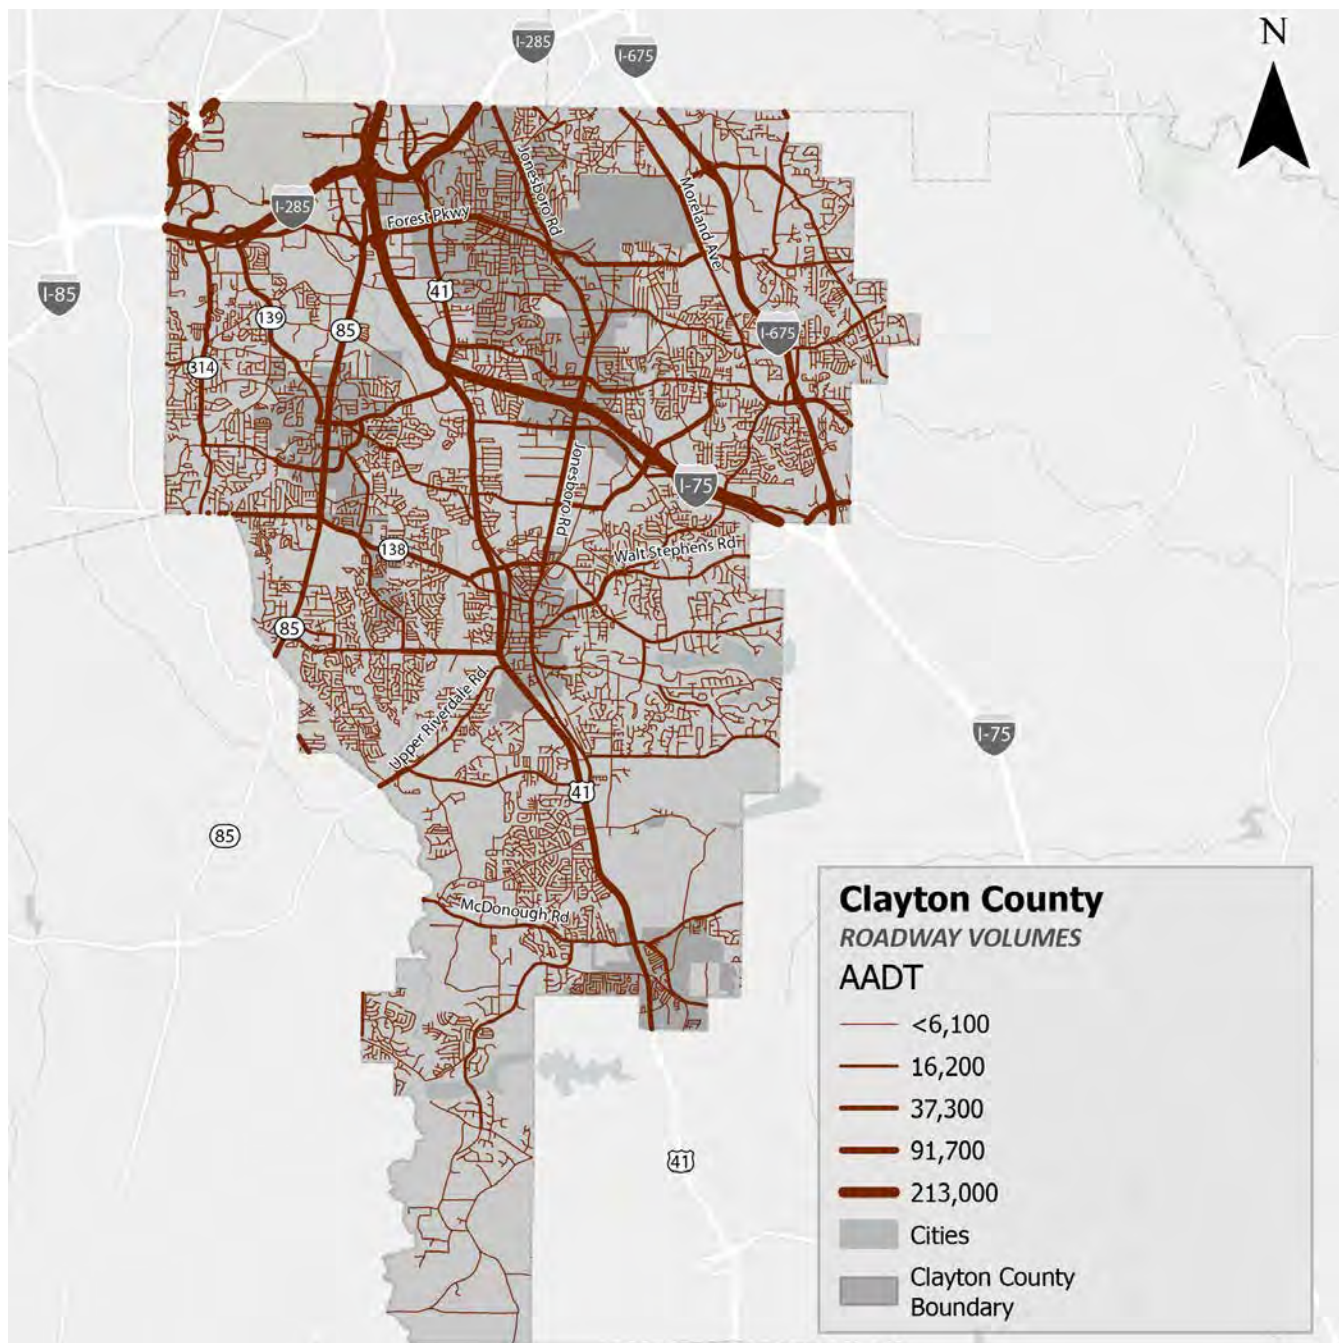 N
I-285
I-675
Jonesboro Rd
Moreland Ave
I-285
Forest Pkwy
I-85
41
139
85
I-675
314
Jonesboro Rd
I-75
138
Walt Stephens Rd
85
Upper Riverdale Rd.
I-75
41
85
McDonough Rd
41
Clayton County
ROADWAY VOLUMES
AADT
<6,100
16,200
37,300
91,700
213,000
Cities
Clayton County
Boundary